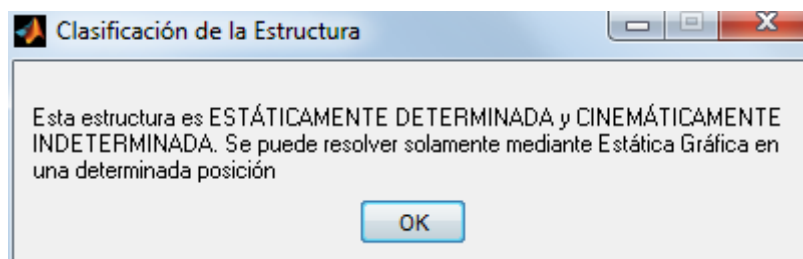 Clasificación de la Estructura
Esta estructura es ESTÁTICAMENTE DETERMINADA y CINEMÁTICAMENTE
INDETERMINADA. Se puede resolver solamente mediante Estática Gráfica en
una determinada posición
OK